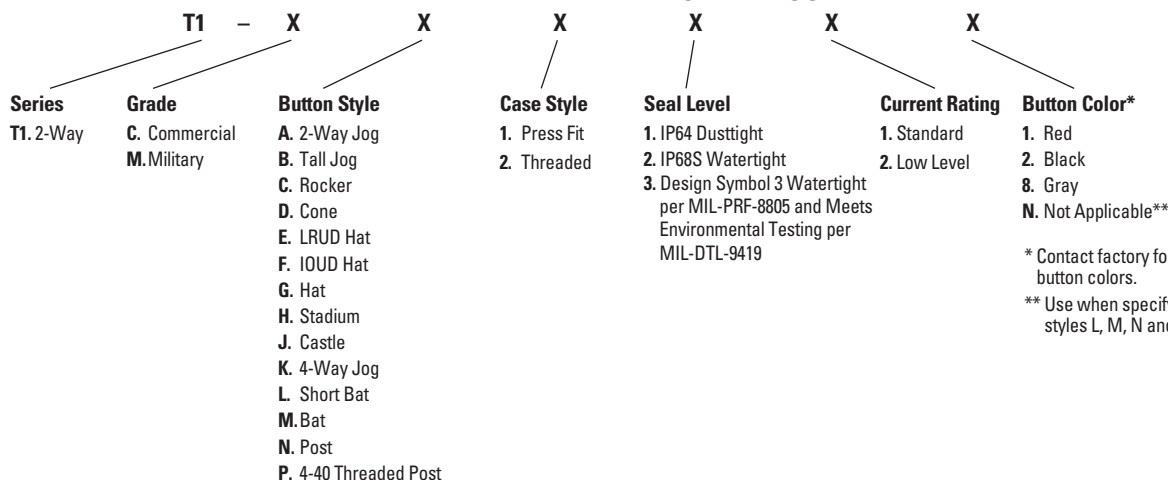 T1 – X X X X X X
Series
T1. 2-Way
Grade
C. Commercial
M. Military
Button Style
A. 2-Way Jog
B. Tall Jog
C. Rocker
D. Cone
E. LRUD Hat
F. IOUD Hat
G. Hat
H. Stadium
J. Castle
K. 4-Way Jog
L. Short Bat
M. Bat
N. Post
P. 4-40 Threaded Post
Case Style
1. Press Fit
2. Threaded
Seal Level
1. IP64 Dusttight
2. IP68S Watertight
3. Design Symbol 3 Watertight
per MIL-PRF-8805 and Meets
Environmental Testing per
MIL-DTL-9419
Current Rating
1. Standard
2. Low Level
Button Color*
1. Red
2. Black
8. Gray
N. Not Applicable**
* Contact factory fo
button colors.
** Use when specif
styles L, M, N and